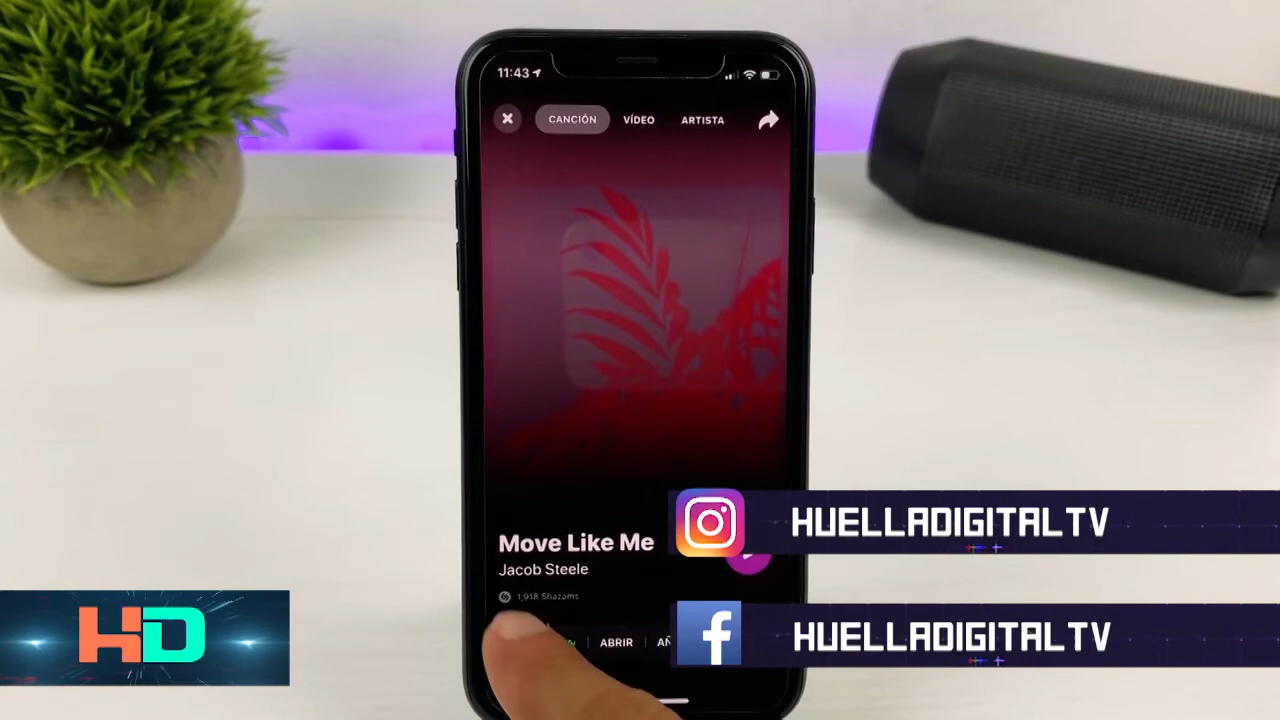 11:43
CANCIÓN VÍDEO ARTISTA
Move Like Me
Jacob Steele
1,918 Shazams
ABRIR
HUELLADIGITALTV
HUELLADIGITALTV
HD